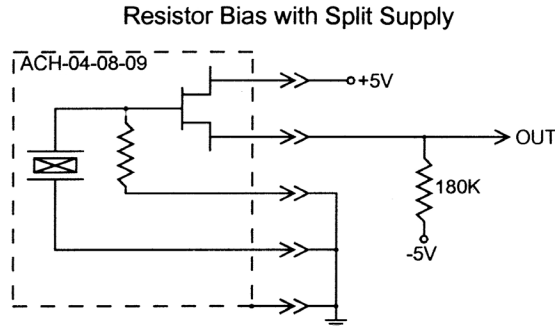 Resistor Bias with Split Supply
ACH-04-08-09
+5V
OUT
180K
-5V